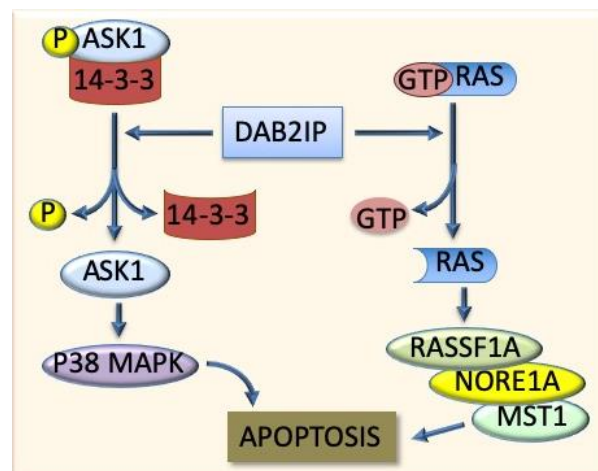 P ASK1
14-3-3
GTP RAS
DAB2IP
P
14-3-3
GTP
ASK1
RAS
P38 MAPK
RASSF1A
NORE1A
MST1
APOPTOSIS